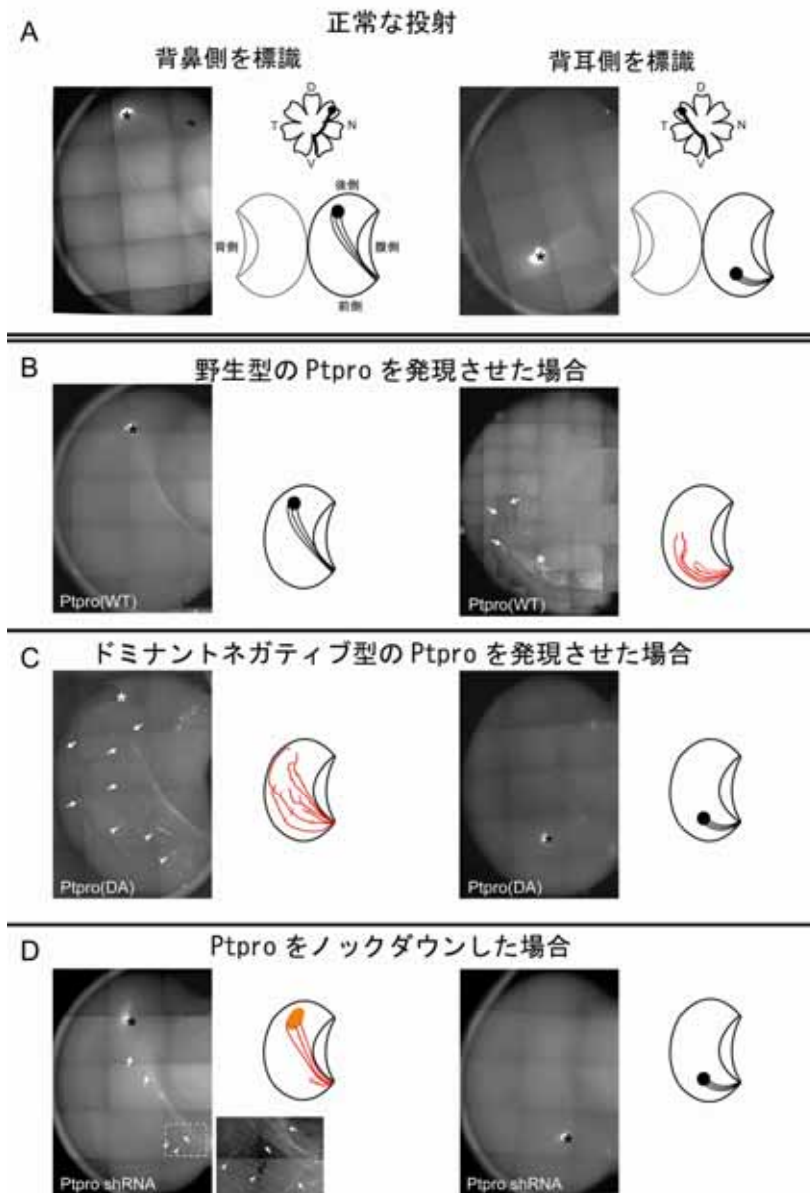 A
正常な投射
背鼻側を標識
背耳側を標識
D
T
N
V
後側
背側
腹側
前側
D
T
N
V
B
野生型の Ptpro を発現させた場合
Ptpro(WT)
Ptpro(WT)
C
ドミナントネガティブ型の Ptpro を発現させた場合
Ptpro(DA)
Ptpro(DA)
D
Ptpro をノックダウンした場合
Ptpro shRNA
Ptpro shRNA